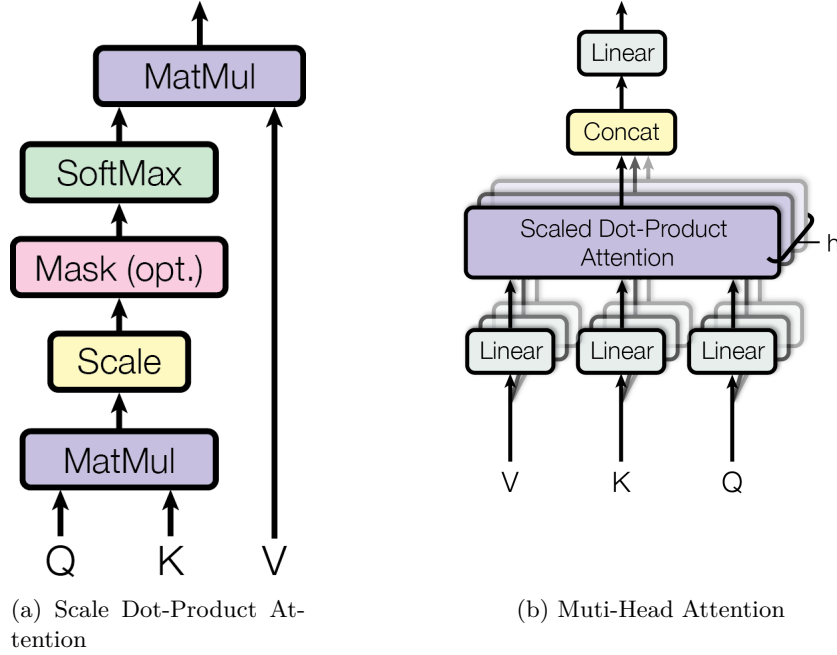 MatMul
SoftMax
Mask (opt.)
Scale
MatMul
Q K V
(a) Scale Dot-Product At-
tention
Linear
Concat
Scaled Dot-Product
Attention
h
Linear Linear Linear
V K Q
(b) Muti-Head Attention